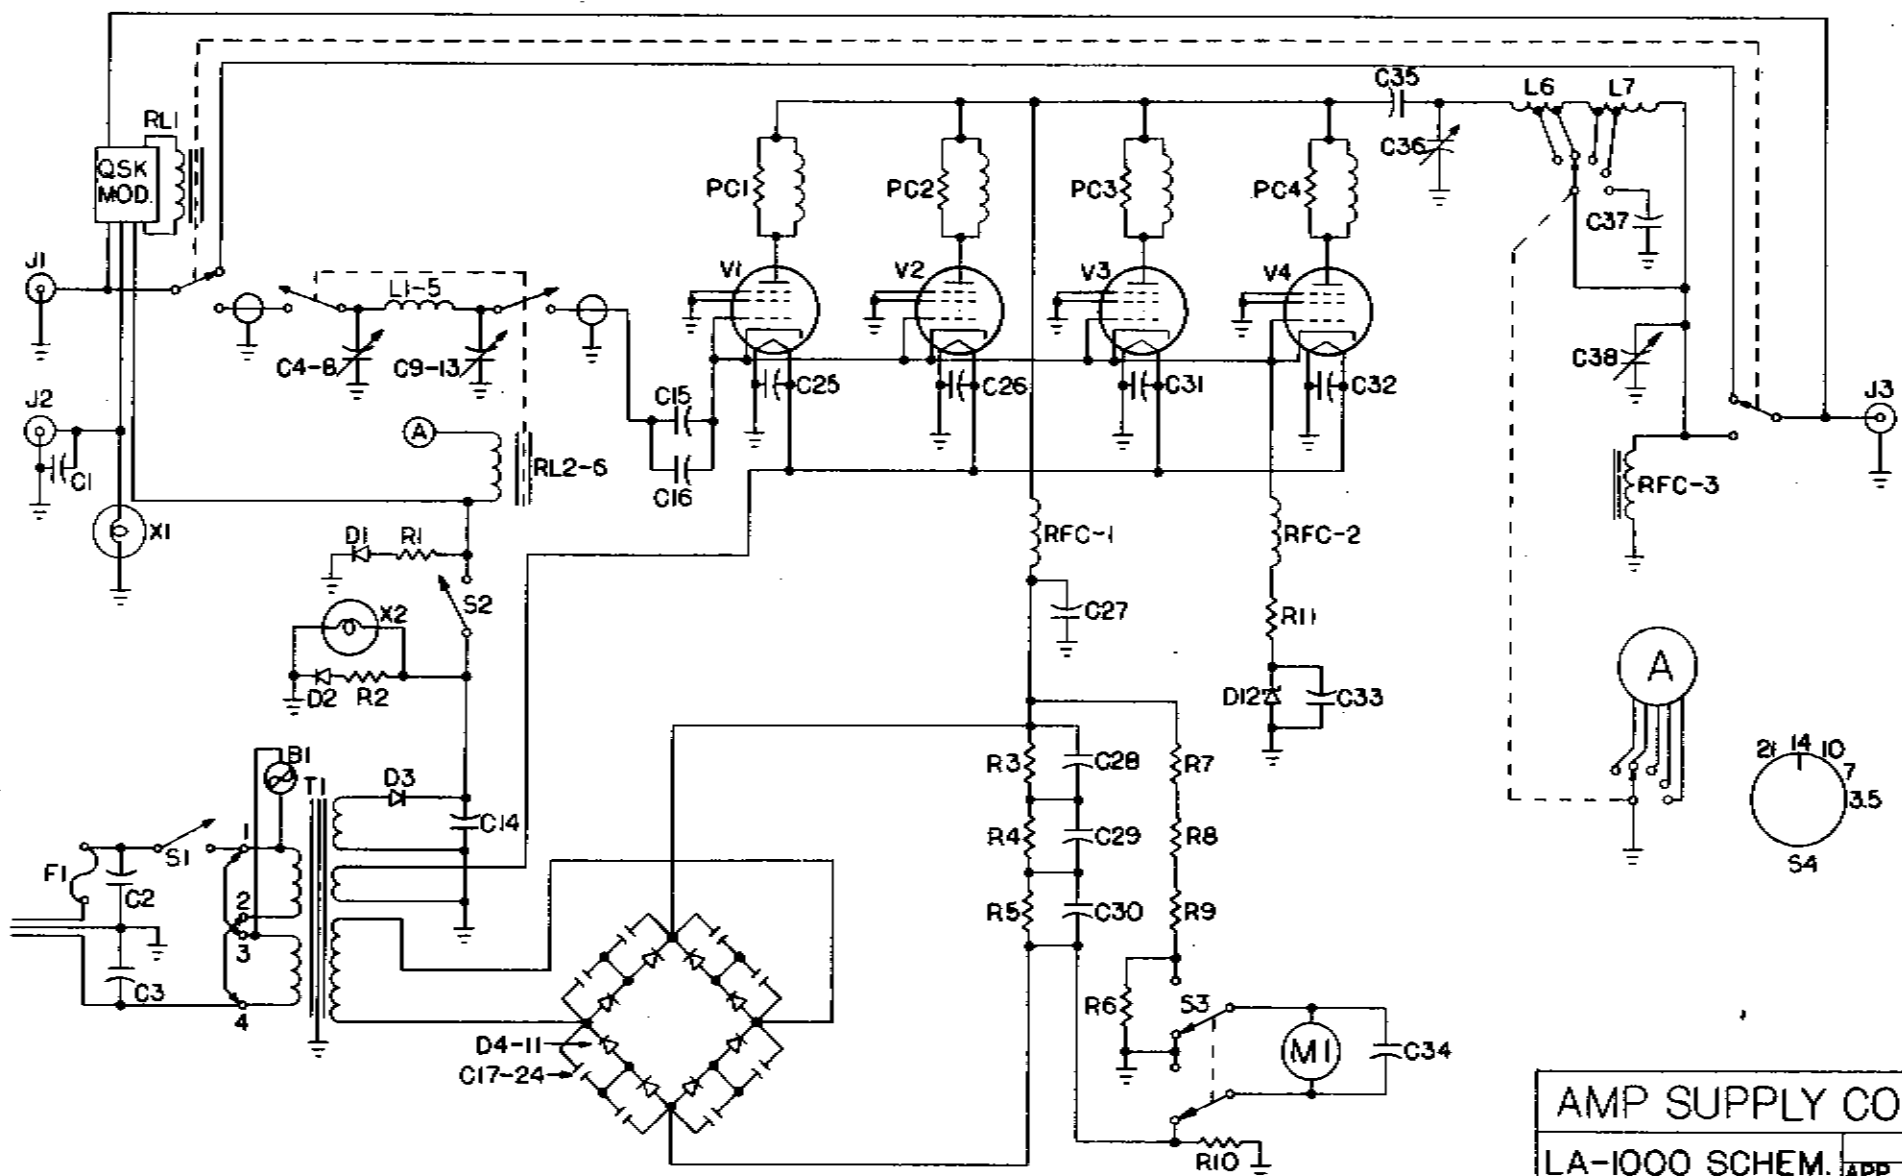 C35
L6
L7
RL1
QSK
MOD.
C36
PC1
PC2
PC3
PC4
C37
J1
V1
V2
V3
V4
L1-5
C4-8
C9-13
C38
C25
C26
C31
C32
J2
C15
J3
A
C1
RL2-6
C16
RFC-3
X1
D1
R1
RFC-1
RFC-2
S2
X2
C27
R11
D2
R2
D12
C33
A
B1
T1
D3
R3
C28
R7
21
14
10
7
3.5
C14
S1
1
R4
C29
R8
F1
C2
S4
2
R5
C30
R9
3
C3
4
R6
S3
D4-11
M1
C34
C17-24
R10
AMP SUPPLY CO
LA-1000 SCHEM.
APP